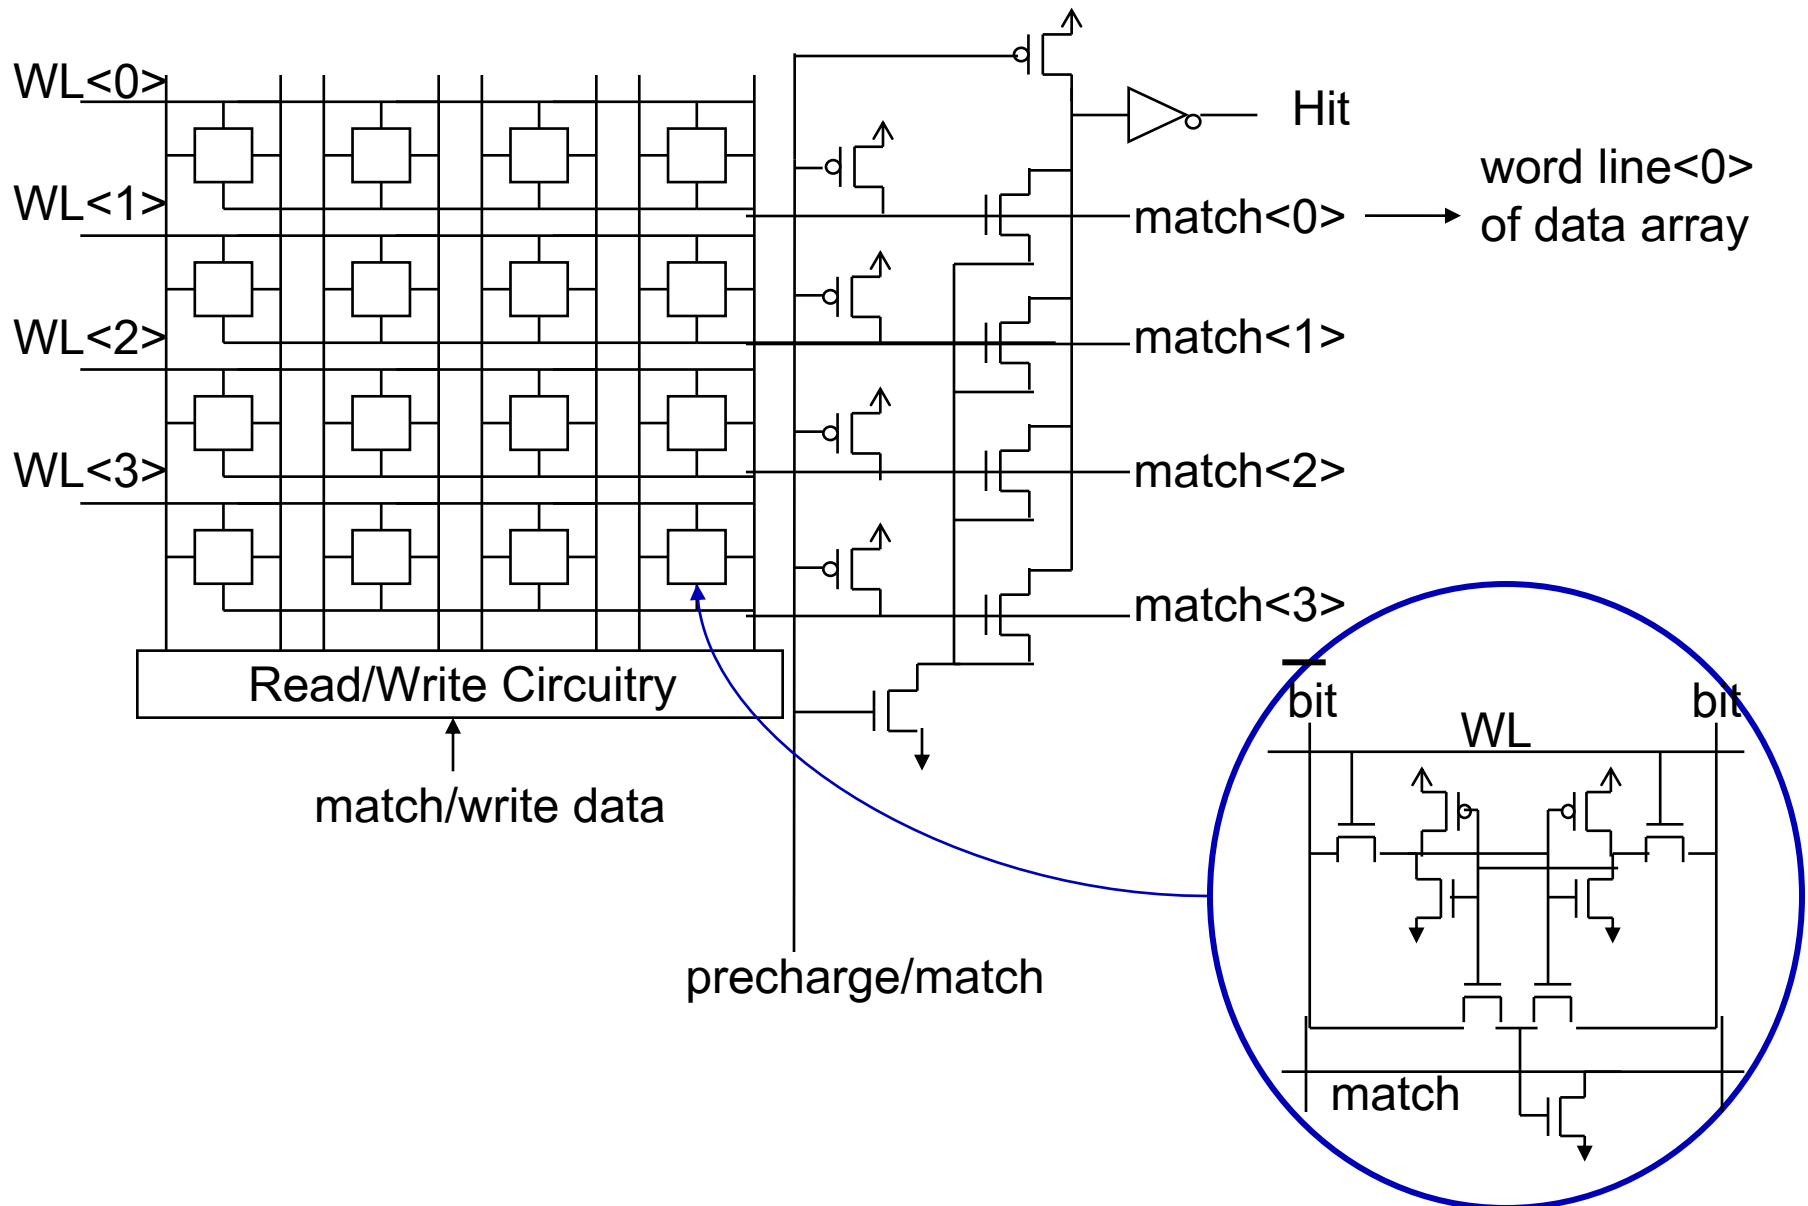 WL<0>
Hit
word line<0>
of data array
WL<1>
match<0>
WL<2>
match<1>
WL<3>
match<2>
match<3>
Read/Write Circuitry
bit
bit
WL
match/write data
precharge/match
match